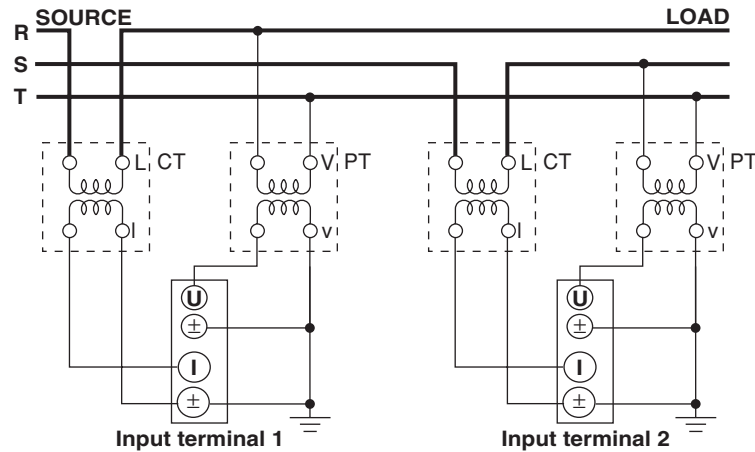 SOURCE LOAD
R
S
T
L CT V PT L CT V PT
l v l v
U U
± ±
I I
± ±
Input terminal 1 Input terminal 2